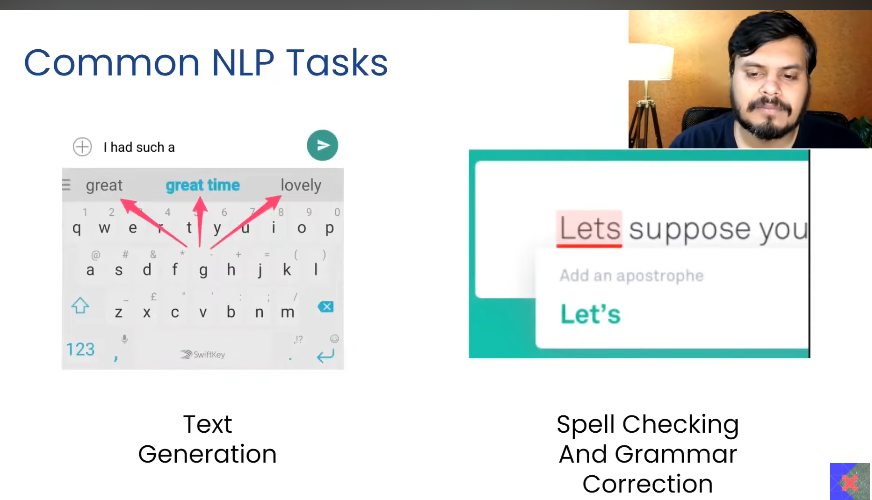 Common NLP Tasks
I had such a
great great time lovely
1 2 3 4 5 6 7 8 9 0
q w e r t y u i o p
@ # & * - + = ( )
a s d f g h j k l
_ £ " ' : ; /
z x c v b n m
123 , SwiftKey . ,!?
Text
Generation
Lets suppose you
Add an apostrophe
Let's
Spell Checking
And Grammar
Correction